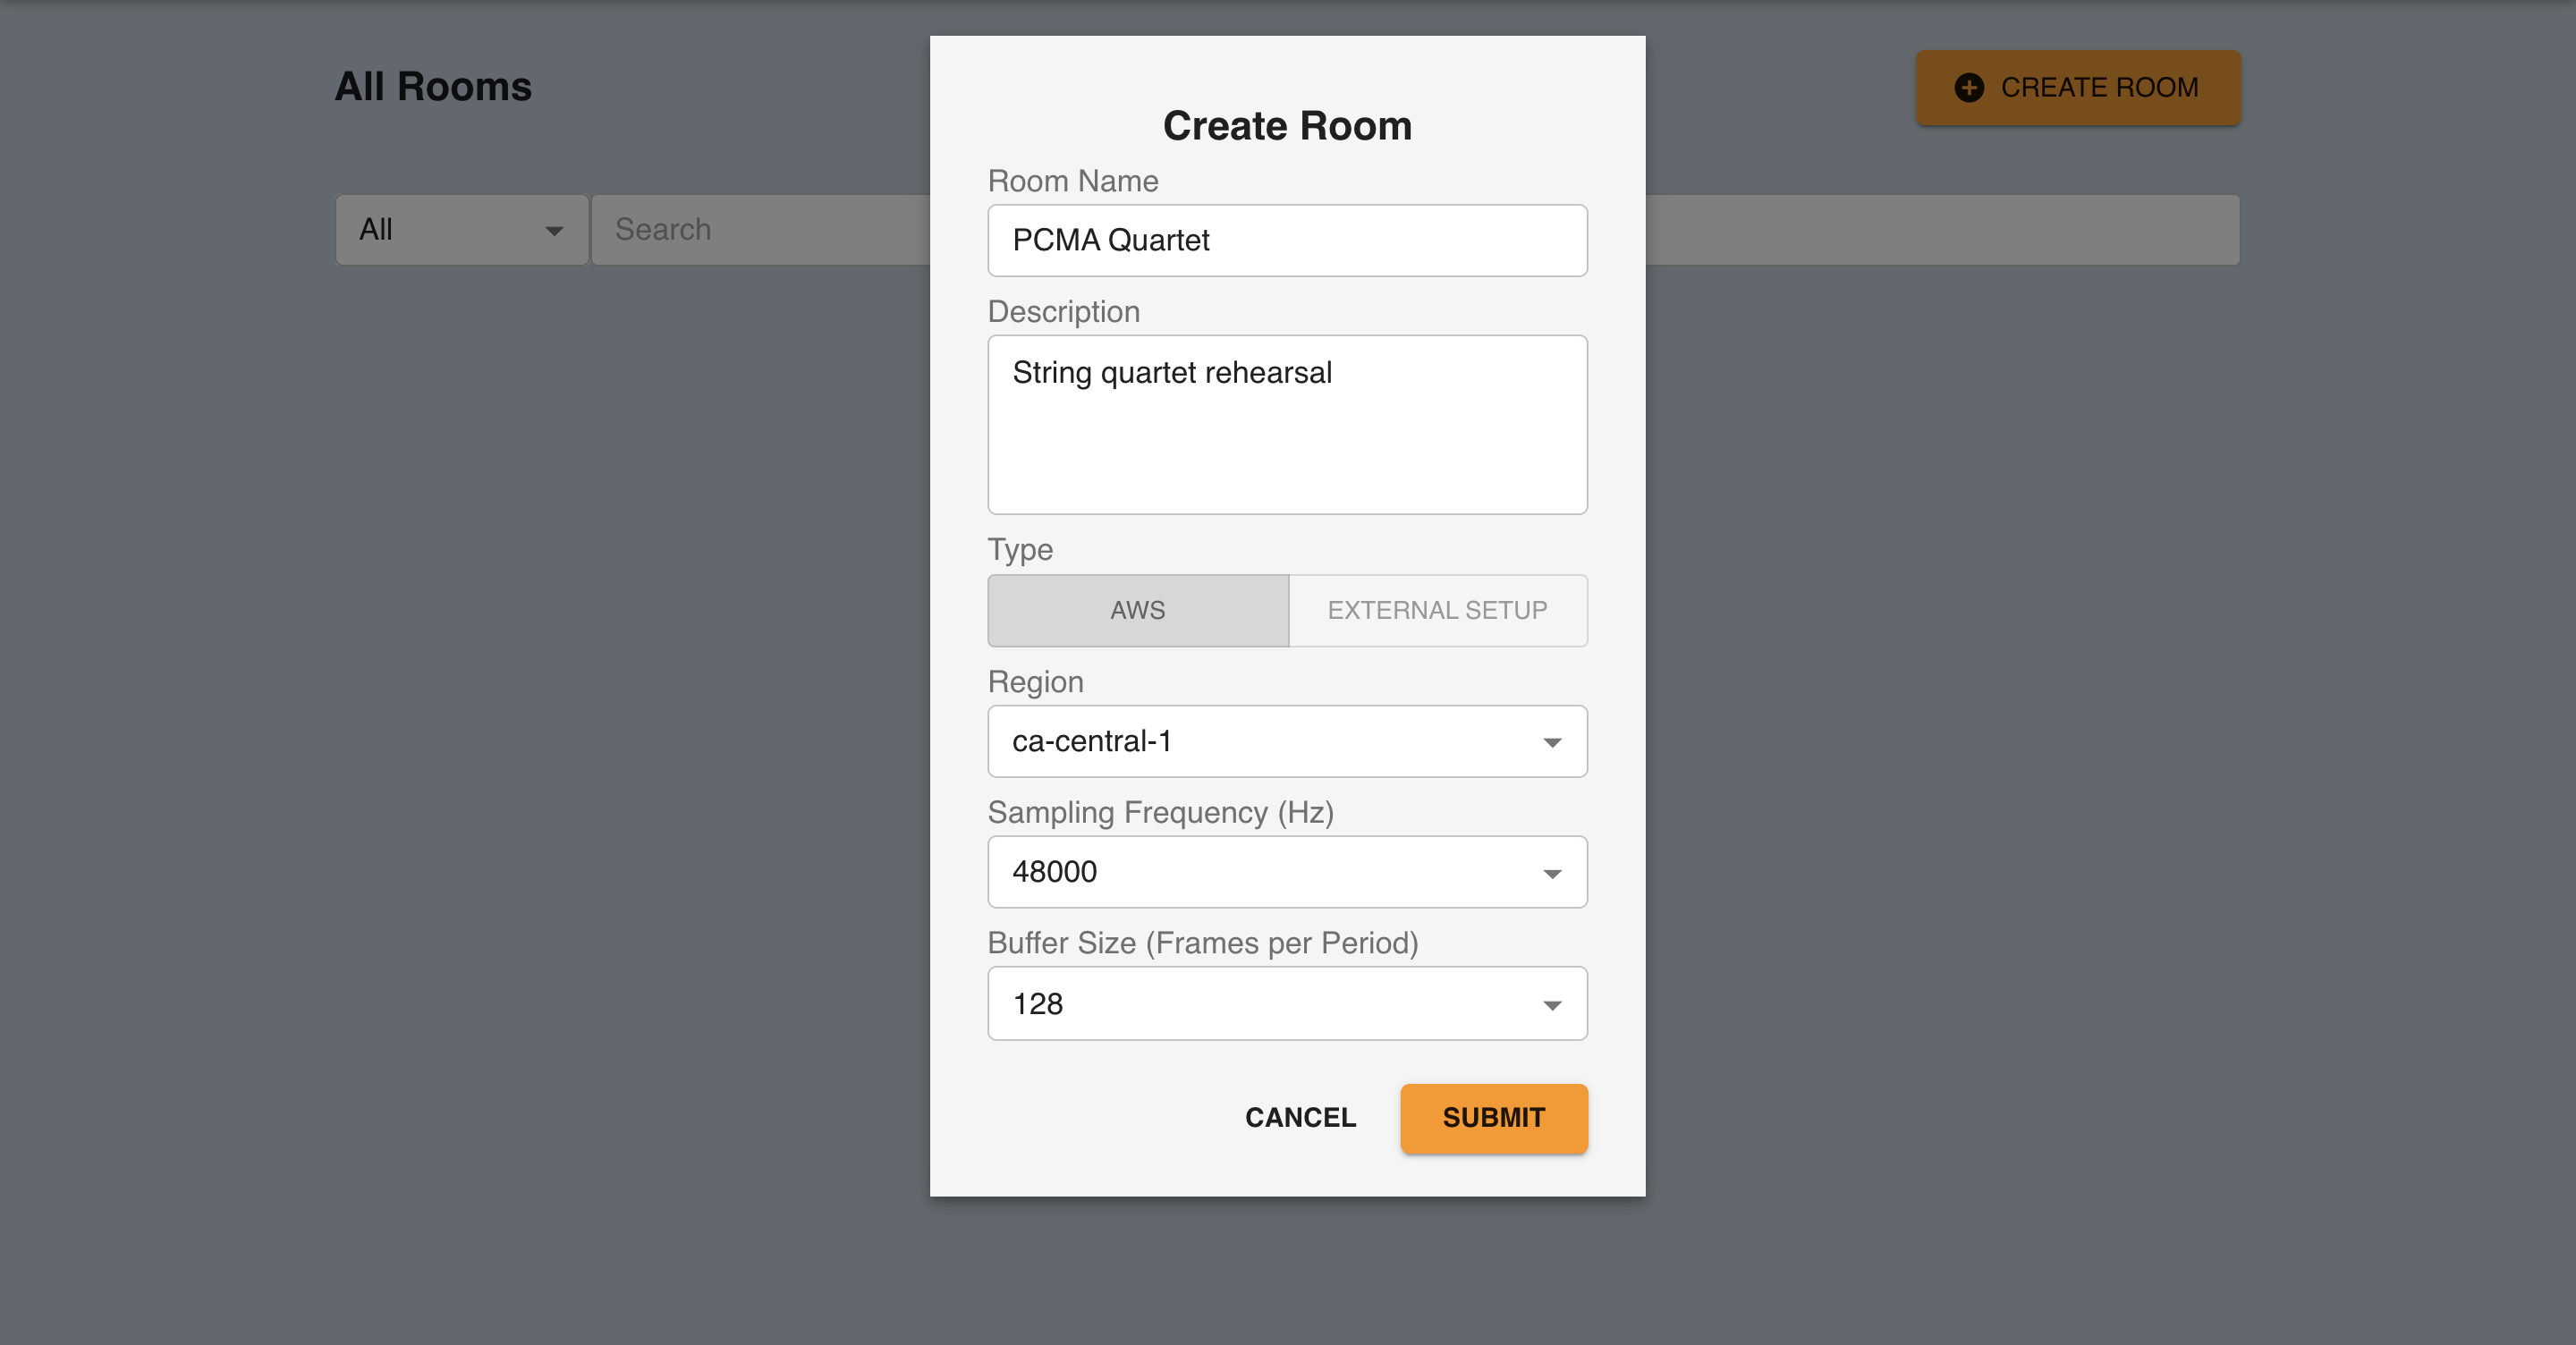 All Rooms
CREATE ROOM
All
Search
Create Room
Room Name
PCMA Quartet
Description
String quartet rehearsal
Type
AWS
EXTERNAL SETUP
Region
ca-central-1
Sampling Frequency (Hz)
48000
Buffer Size (Frames per Period)
128
CANCEL
SUBMIT